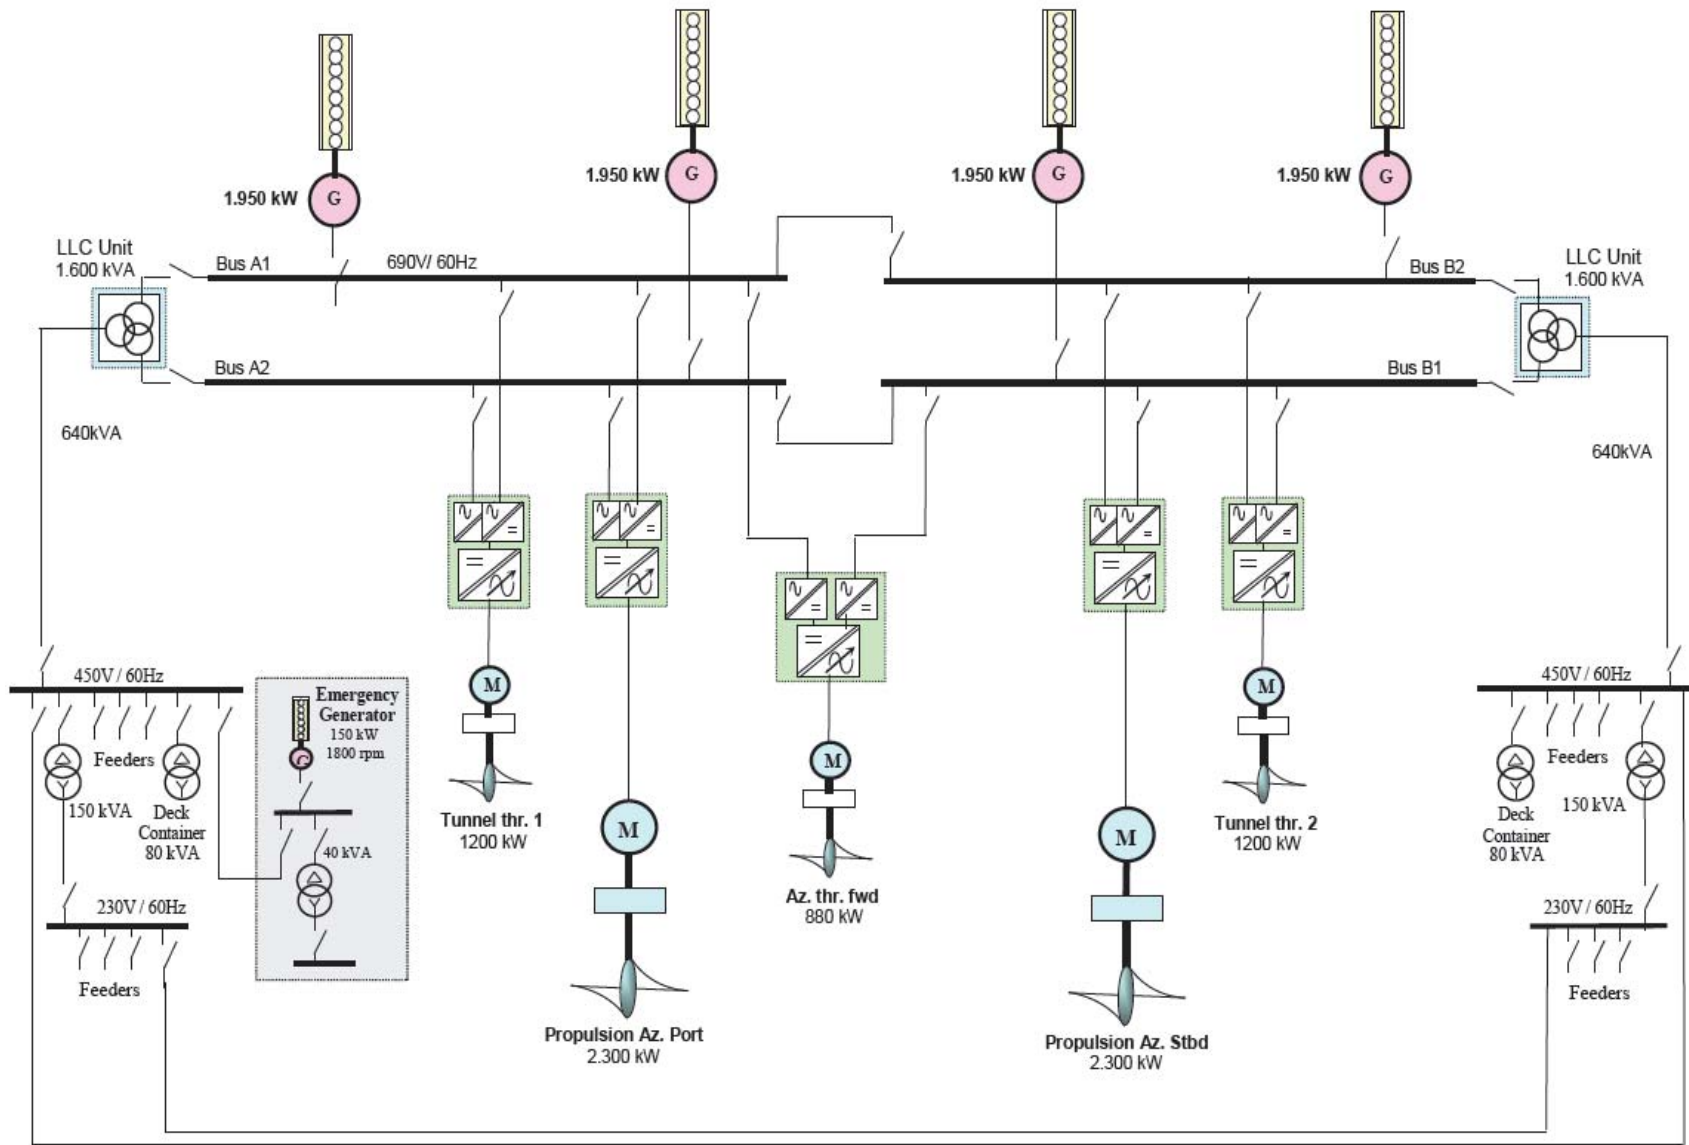 1.950 kW
G
1.950 kW
G
1.950 kW
G
1.950 kW
G
LLC Unit
1.600 kVA
Bus A1
690V/ 60Hz
Bus B2
LLC Unit
1.600 kVA
Bus A2
Bus B1
640kVA
640kVA
450V / 60Hz
Feeders
150 kVA
Deck
Container
80 kVA
230V / 60Hz
Feeders
Emergency
Generator
150 kW
1800 rpm
G
40 kVA
M
Tunnel thr. 1
1200 kW
M
Propulsion Az. Port
2.300 kW
M
Az. thr. fwd
880 kW
M
Propulsion Az. Stbd
2.300 kW
M
Tunnel thr. 2
1200 kW
450V / 60Hz
Feeders
150 kVA
Deck
Container
80 kVA
230V / 60Hz
Feeders